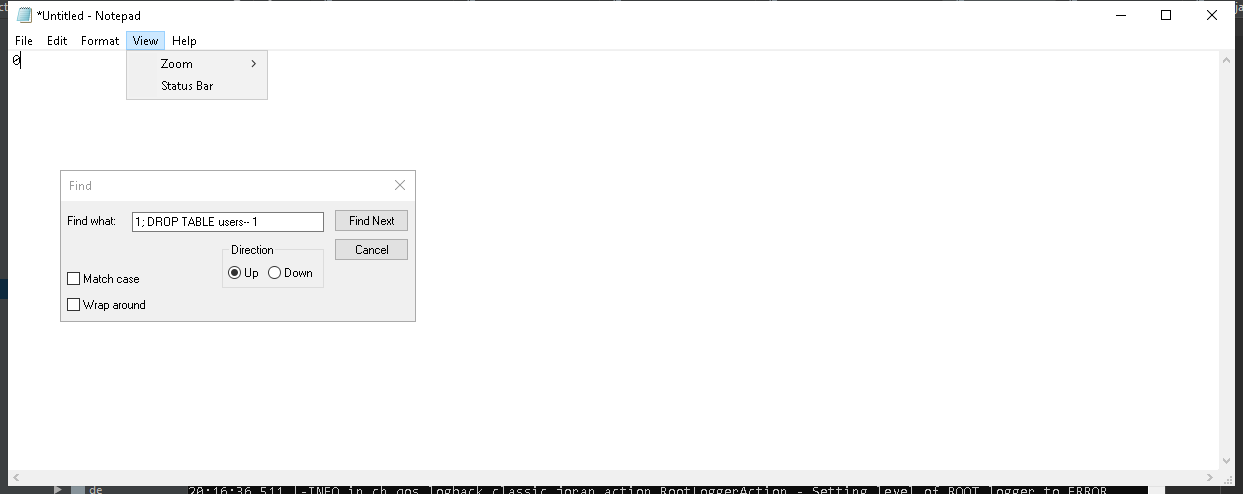 *Untitled - Notepad
File Edit Format View Help
0
Zoom
Status Bar
Find
Find what: 1; DROP TABLE users-- 1 Find Next
Cancel
Direction
Up Down
Match case
Wrap around
de 20:16:36,511 |-INFO in ch.qos.logback.classic.joran.action.RootLoggerAction - Setting level of ROOT logger to ERROR